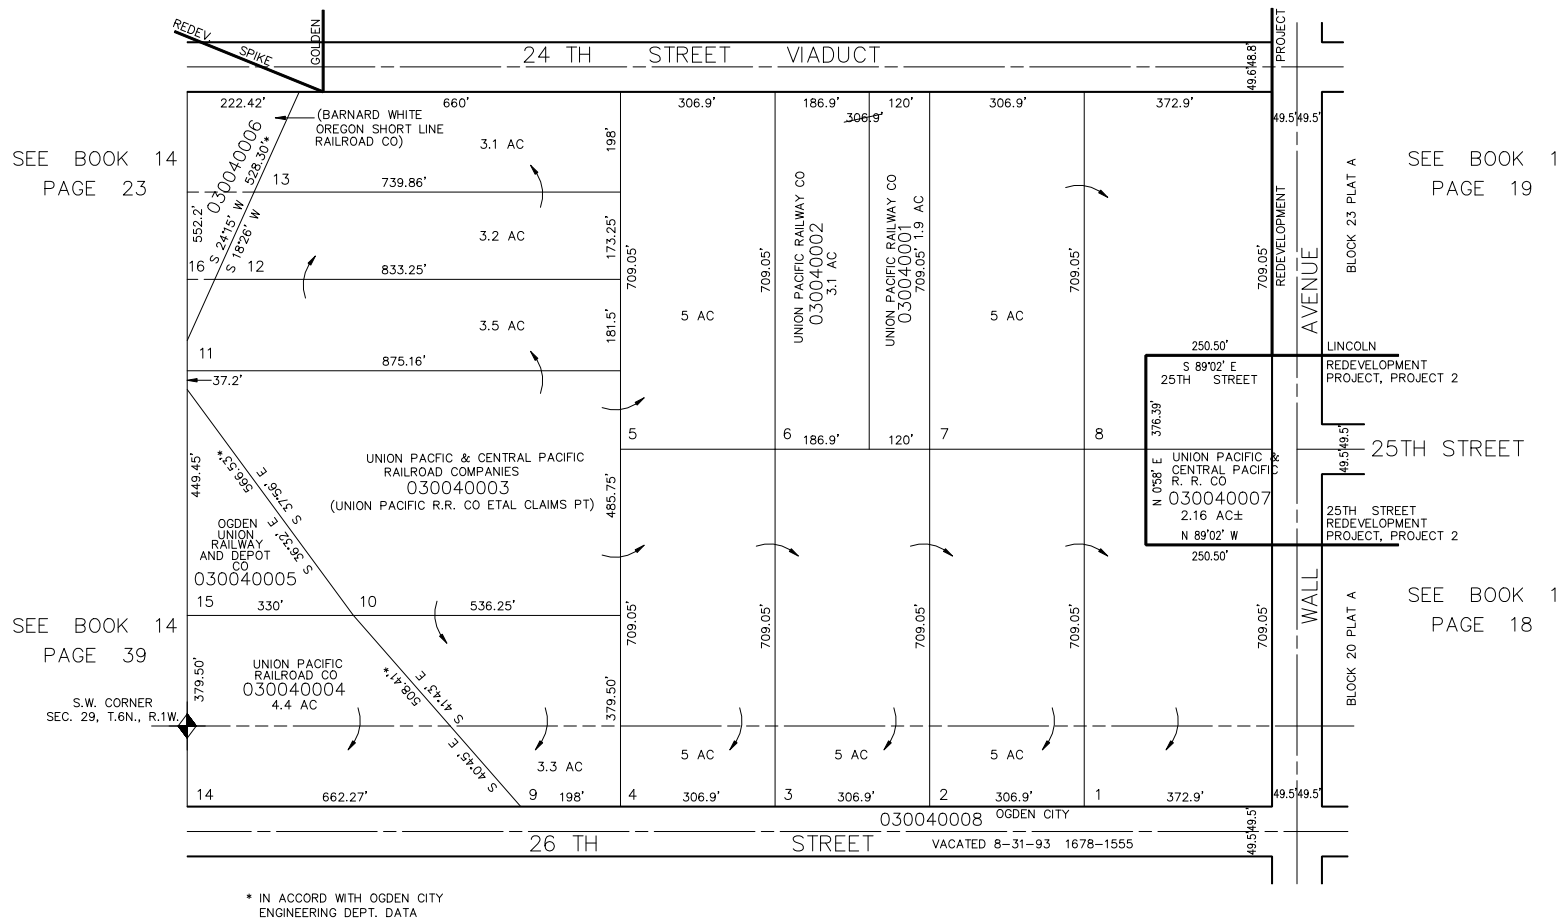 REDEV.
SPIKE
GOLDEN
24 TH STREET VIADUCT
49.6'
48.8'
PROJECT
222.42'
660'
306.9'
186.9'
120'
306.9'
306.9'
372.9'
49.5'
49.5'
(BARNARD WHITE
OREGON SHORT LINE
RAILROAD CO)
030040006
528.30'*
S 24°15' W
S 18°26' W
552.2'
SEE BOOK 14
PAGE 23
3.1 AC
198'
13
739.86'
3.2 AC
173.25'
16
12
833.25'
3.5 AC
181.5'
11
875.16'
37.2'
709.05'
5 AC
709.05'
UNION PACIFIC RAILWAY CO
030040002
3.1 AC
UNION PACIFIC RAILWAY CO
030040001
709.05' 1.9 AC
5 AC
709.05'
709.05'
REDEVELOPMENT
AVENUE
BLOCK 23 PLAT A
SEE BOOK 1
PAGE 19
250.50'
LINCOLN
REDEVELOPMENT
PROJECT, PROJECT 2
S 89°02' E
25TH STREET
376.39'
N 0°58' E
5
6
186.9'
120'
7
8
49.5'
49.5'
25TH STREET
UNION PACFIC & CENTRAL PACIFIC
RAILROAD COMPANIES
030040003
(UNION PACIFIC R.R. CO ETAL CLAIMS PT)
485.75'
UNION PACIFIC &
CENTRAL PACIFIC
R. R. CO
030040007
2.16 AC±
N 89°02' W
250.50'
25TH STREET
REDEVELOPMENT
PROJECT, PROJECT 2
449.45'
566.53'*
S 37°56' E
S 36°32' E
OGDEN
UNION
RAILWAY
AND DEPOT
CO
030040005
15
330'
10
536.25'
709.05'
709.05'
709.05'
709.05'
709.05'
WALL
BLOCK 20 PLAT A
SEE BOOK 1
PAGE 18
SEE BOOK 14
PAGE 39
379.50'
UNION PACIFIC
RAILROAD CO
030040004
4.4 AC
508.41'*
S 41°43' E
S 40°45' E
379.50'
S.W. CORNER
SEC. 29, T.6N., R.1W.
3.3 AC
5 AC
5 AC
5 AC
14
662.27'
9
198'
4
306.9'
3
306.9'
2
306.9'
1
372.9'
49.5'
49.5'
030040008
OGDEN CITY
26 TH STREET
VACATED 8-31-93 1678-1555
49.5'
49.5'
* IN ACCORD WITH OGDEN CITY
ENGINEERING DEPT. DATA